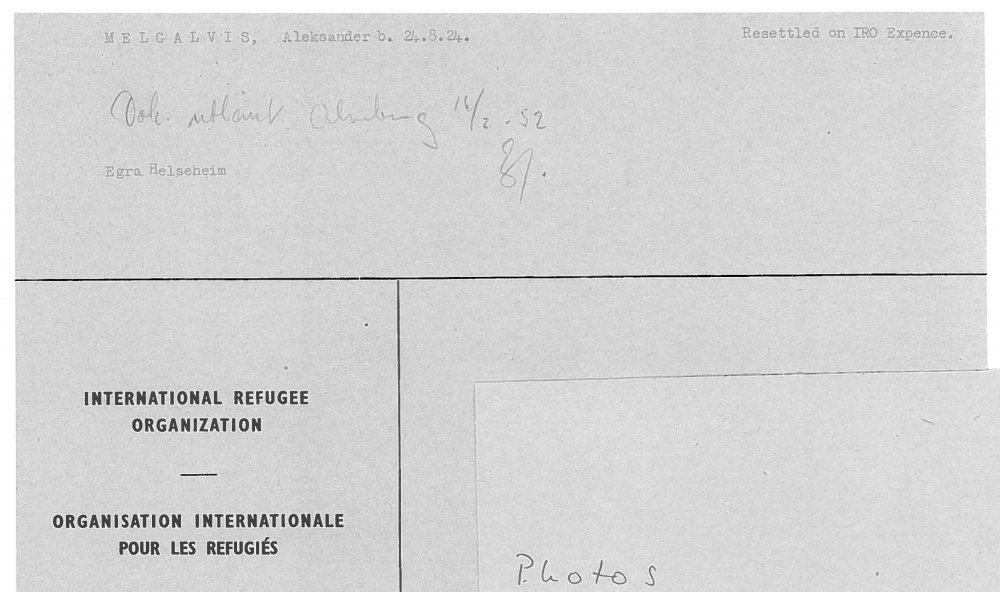 M E L G A L V I S, Aleksander b. 24.8.24. Resettled on IRO Expence.
Dok. utlånt 16/2 - 52
Egra Helseheim
INTERNATIONAL REFUGEE
ORGANIZATION
ORGANISATION INTERNATIONALE
POUR LES REFUGIÉS
Photos